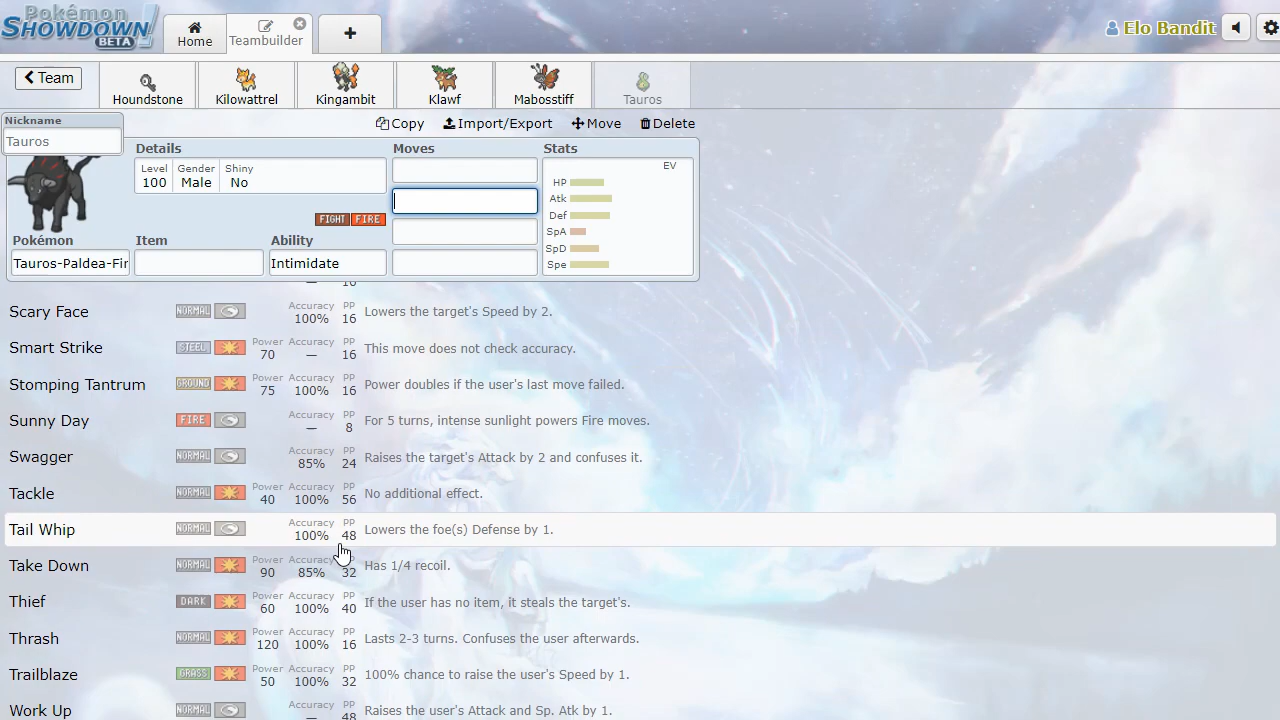 Pokémon
SHOWDOWN!
BETA
Home
Teambuilder
Elo Bandit
Team
Houndstone
Kilowattrel
Kingambit
Klawf
Mabosstiff
Tauros
Nickname
Tauros
Copy
Import/Export
Move
Delete
Details
Moves
Stats
Level
Gender
Shiny
100
Male
No
EV
HP
Atk
Def
SpA
SpD
Spe
FIGHT
FIRE
Pokémon
Item
Ability
Tauros-Paldea-Fir
Intimidate
16
Scary Face NORMAL Accuracy 100% PP 16 Lowers the target's Speed by 2.
Smart Strike STEEL Power 70 Accuracy — PP 16 This move does not check accuracy.
Stomping Tantrum GROUND Power 75 Accuracy 100% PP 16 Power doubles if the user's last move failed.
Sunny Day FIRE Accuracy — PP 8 For 5 turns, intense sunlight powers Fire moves.
Swagger NORMAL Accuracy 85% PP 24 Raises the target's Attack by 2 and confuses it.
Tackle NORMAL Power 40 Accuracy 100% PP 56 No additional effect.
Tail Whip NORMAL Accuracy 100% PP 48 Lowers the foe(s) Defense by 1.
Take Down NORMAL Power 90 Accuracy 85% PP 32 Has 1/4 recoil.
Thief DARK Power 60 Accuracy 100% PP 40 If the user has no item, it steals the target's.
Thrash NORMAL Power 120 Accuracy 100% PP 16 Lasts 2-3 turns. Confuses the user afterwards.
Trailblaze GRASS Power 50 Accuracy 100% PP 32 100% chance to raise the user's Speed by 1.
Work Up NORMAL Accuracy — PP 48 Raises the user's Attack and Sp. Atk by 1.